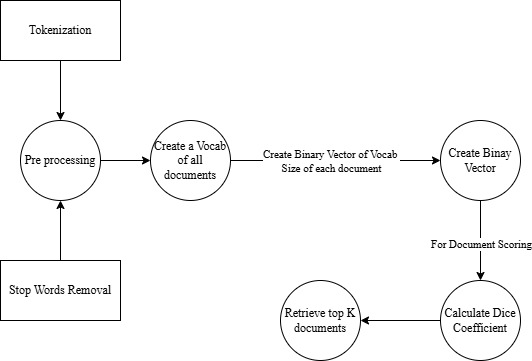 Tokenization
Pre processing
Create a Vocab
of all
documents
Create Binary Vector of Vocab
Size of each document
Create Binay
Vector
For Document Scoring
Stop Words Removal
Retrieve top K
documents
Calculate Dice
Coefficient